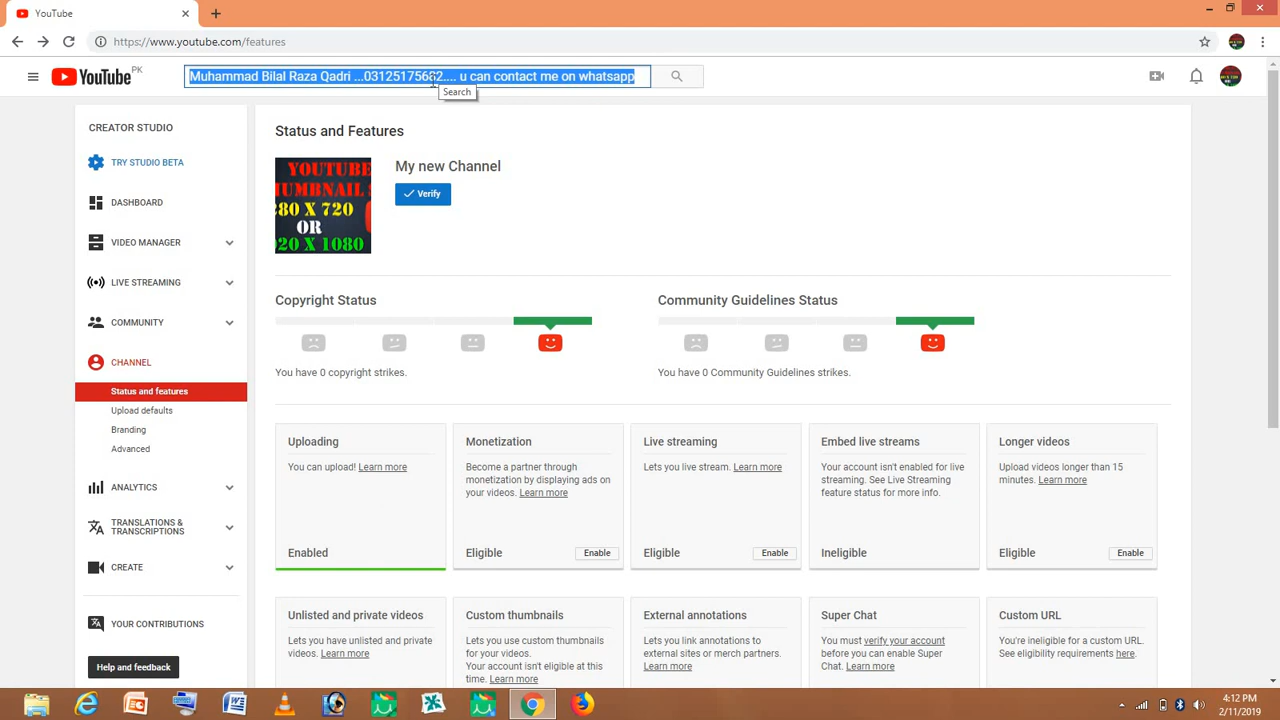 YouTube
https://www.youtube.com/features
YouTube PK
Muhammad Bilal Raza Qadri ...03125175682.... u can contact me on whatsapp
Search
CREATOR STUDIO
TRY STUDIO BETA
DASHBOARD
VIDEO MANAGER
LIVE STREAMING
COMMUNITY
CHANNEL
Status and features
Upload defaults
Branding
Advanced
ANALYTICS
TRANSLATIONS &
TRANSCRIPTIONS
CREATE
YOUR CONTRIBUTIONS
Help and feedback
Status and Features
YOUTUBE
HUMBNAIL S
280 X 720
OR
920 X 1080
My new Channel
Verify
Copyright Status
You have 0 copyright strikes.
Community Guidelines Status
You have 0 Community Guidelines strikes.
Uploading
You can upload! Learn more
Enabled
Monetization
Become a partner through
monetization by displaying ads on
your videos. Learn more
Eligible
Enable
Live streaming
Lets you live stream. Learn more
Eligible
Enable
Embed live streams
Your account isn't enabled for live
streaming. See Live Streaming
feature status for more info.
Ineligible
Longer videos
Upload videos longer than 15
minutes. Learn more
Eligible
Enable
Unlisted and private videos
Lets you have unlisted and private
videos. Learn more
Custom thumbnails
Lets you use custom thumbnails
for your videos.
Your account isn't eligible at this
time. Learn more
External annotations
Lets you link annotations to
external sites or merch partners.
Learn more
Super Chat
You must verify your account
before you can enable Super
Chat. Learn more
Custom URL
You're ineligible for a custom URL.
See eligibility requirements here.
4:12 PM
2/11/2019